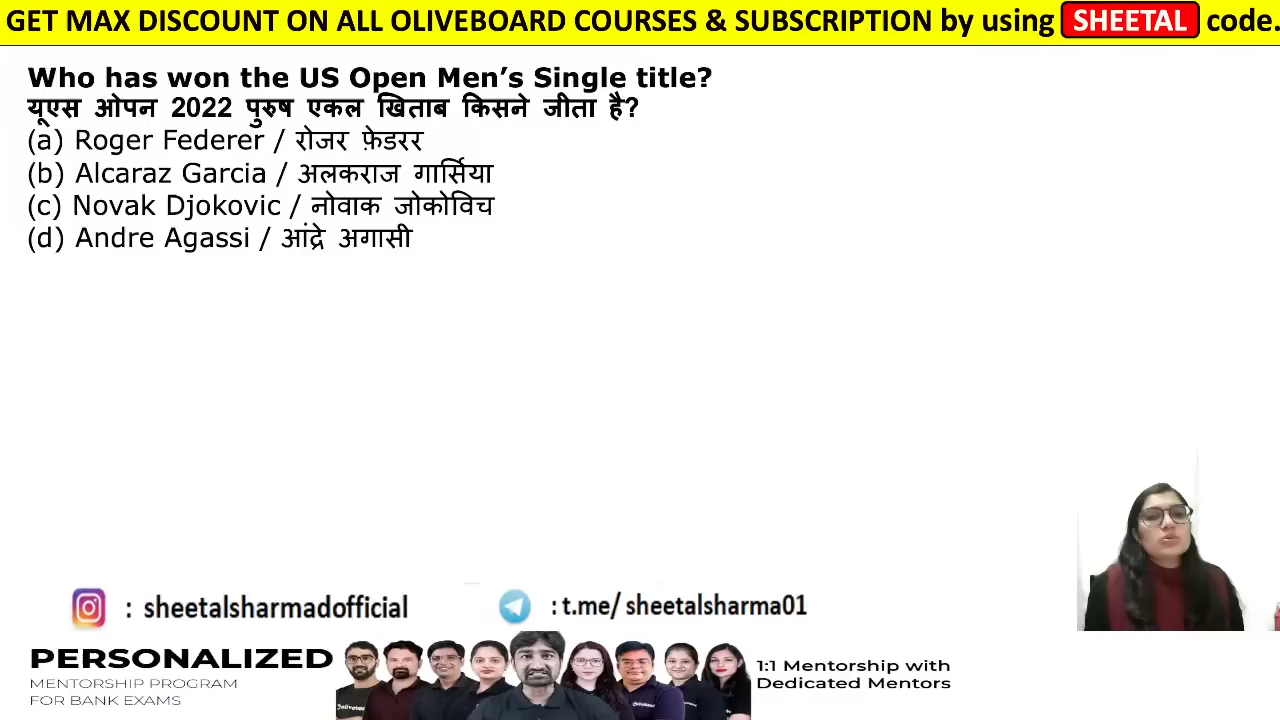 GET MAX DISCOUNT ON ALL OLIVEBOARD COURSES & SUBSCRIPTION by using SHEETAL code.
Who has won the US Open Men’s Single title?
यूएस ओपन 2022 पुरुष एकल खिताब किसने जीता है?
(a) Roger Federer / रोजर फ़ेडरर
(b) Alcaraz Garcia / अलकराज गार्सिया
(c) Novak Djokovic / नोवाक जोकोविच
(d) Andre Agassi / आंद्रे अगासी
: sheetalsharmadofficial
: t.me/ sheetalsharma01
PERSONALIZED
MENTORSHIP PROGRAM
FOR BANK EXAMS
1:1 Mentorship with
Dedicated Mentors